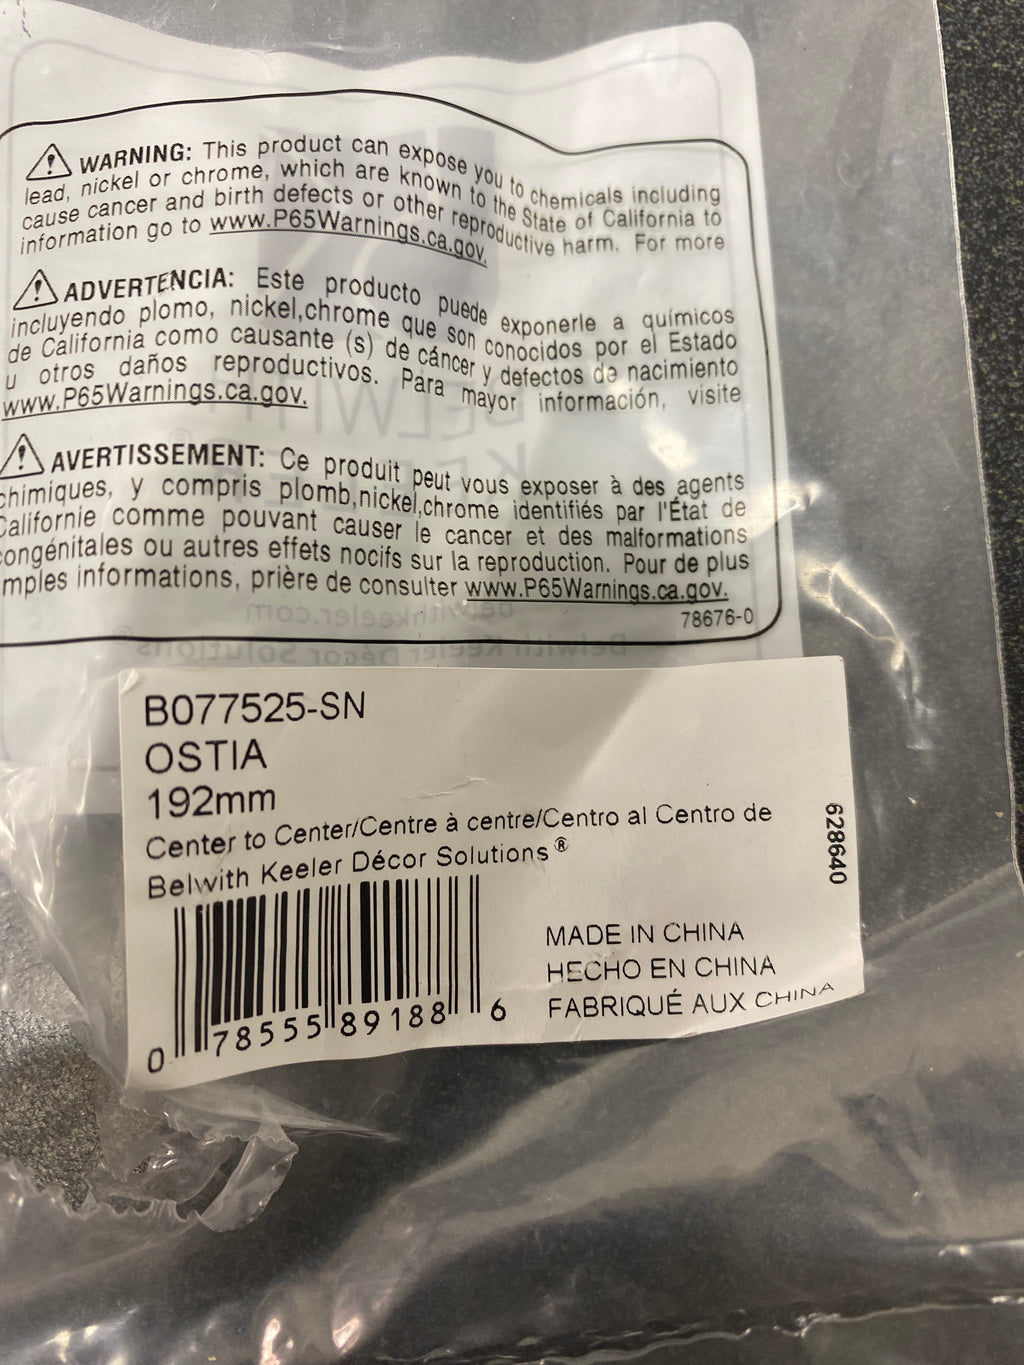 WARNING: This product can expose you to chemicals including
lead, nickel or chrome, which are known to the State of California to
cause cancer and birth defects or other reproductive harm. For more
information go to www.P65Warnings.ca.gov.
ADVERTENCIA: Este producto puede exponerle a químicos
incluyendo plomo, nickel,chrome que son conocidos por el Estado
de California como causante (s) de cáncer y defectos de nacimiento
u otros daños reproductivos. Para mayor información, visite
www.P65Warnings.ca.gov.
AVERTISSEMENT: Ce produit peut vous exposer à des agents
chimiques, y compris plomb,nickel,chrome identifiés par l'État de
Californie comme pouvant causer le cancer et des malformations
congénitales ou autres effets nocifs sur la reproduction. Pour de plus
mples informations, prière de consulter www.P65Warnings.ca.gov.
78676-0
belwithkeeler.com
Belwith Keeler Décor Solutions®
B077525-SN
OSTIA
192mm
Center to Center/Centre à centre/Centro al Centro de
Belwith Keeler Décor Solutions®
628640
MADE IN CHINA
HECHO EN CHINA
FABRIQUÉ AUX CHINA
0 78555 89188 6